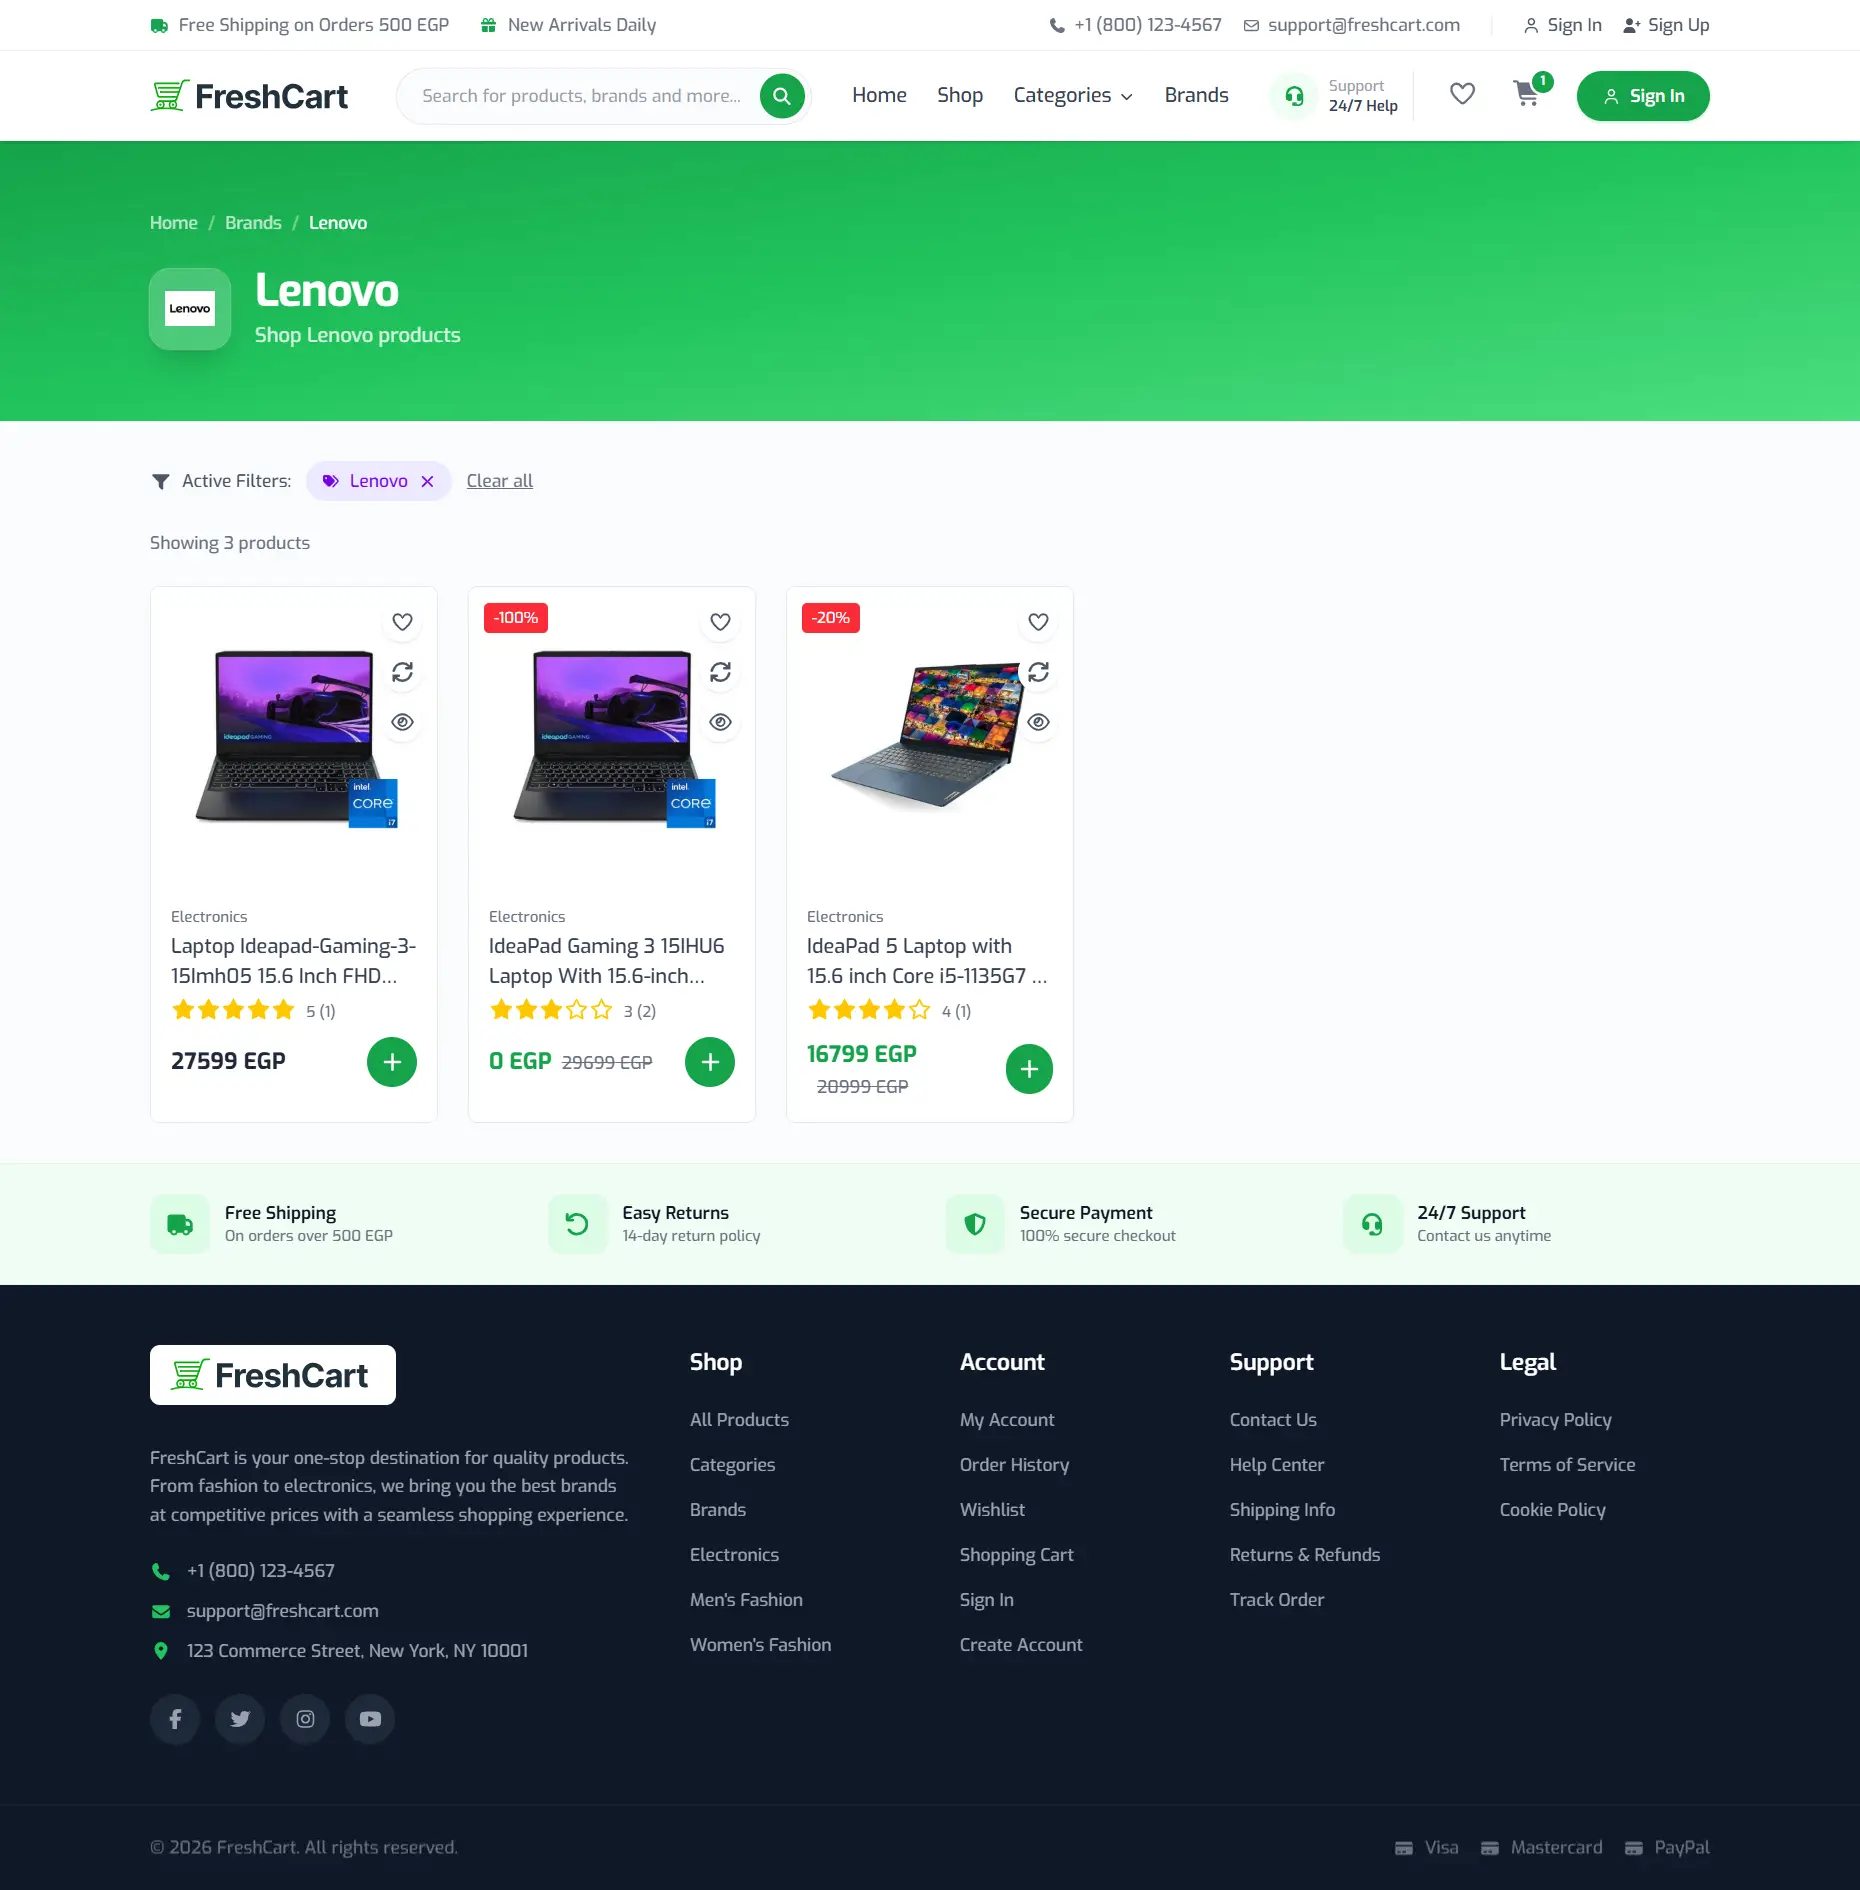 Free Shipping on Orders 500 EGP
New Arrivals Daily
+1 (800) 123-4567
support@freshcart.com
Sign In
Sign Up
FreshCart
Search for products, brands and more...
Home
Shop
Categories
Brands
Support
24/7 Help
1
Sign In
Home / Brands / Lenovo
Lenovo
Lenovo
Shop Lenovo products
Active Filters:
Lenovo
Clear all
Showing 3 products
ideapad GAMING
intel.
CORE
i7
Electronics
Laptop Ideapad-Gaming-3-
15Imh05 15.6 Inch FHD...
5 (1)
27599 EGP
-100%
ideapad GAMING
intel.
CORE
i7
Electronics
IdeaPad Gaming 3 15IHU6
Laptop With 15.6-inch...
3 (2)
0 EGP 29699 EGP
-20%
Electronics
IdeaPad 5 Laptop with
15.6 inch Core i5-1135G7 ...
4 (1)
16799 EGP
20999 EGP
Free Shipping
On orders over 500 EGP
Easy Returns
14-day return policy
Secure Payment
100% secure checkout
24/7 Support
Contact us anytime
FreshCart
FreshCart is your one-stop destination for quality products.
From fashion to electronics, we bring you the best brands
at competitive prices with a seamless shopping experience.
+1 (800) 123-4567
support@freshcart.com
123 Commerce Street, New York, NY 10001
Shop
All Products
Categories
Brands
Electronics
Men's Fashion
Women's Fashion
Account
My Account
Order History
Wishlist
Shopping Cart
Sign In
Create Account
Support
Contact Us
Help Center
Shipping Info
Returns & Refunds
Track Order
Legal
Privacy Policy
Terms of Service
Cookie Policy
© 2026 FreshCart. All rights reserved.
Visa
Mastercard
PayPal